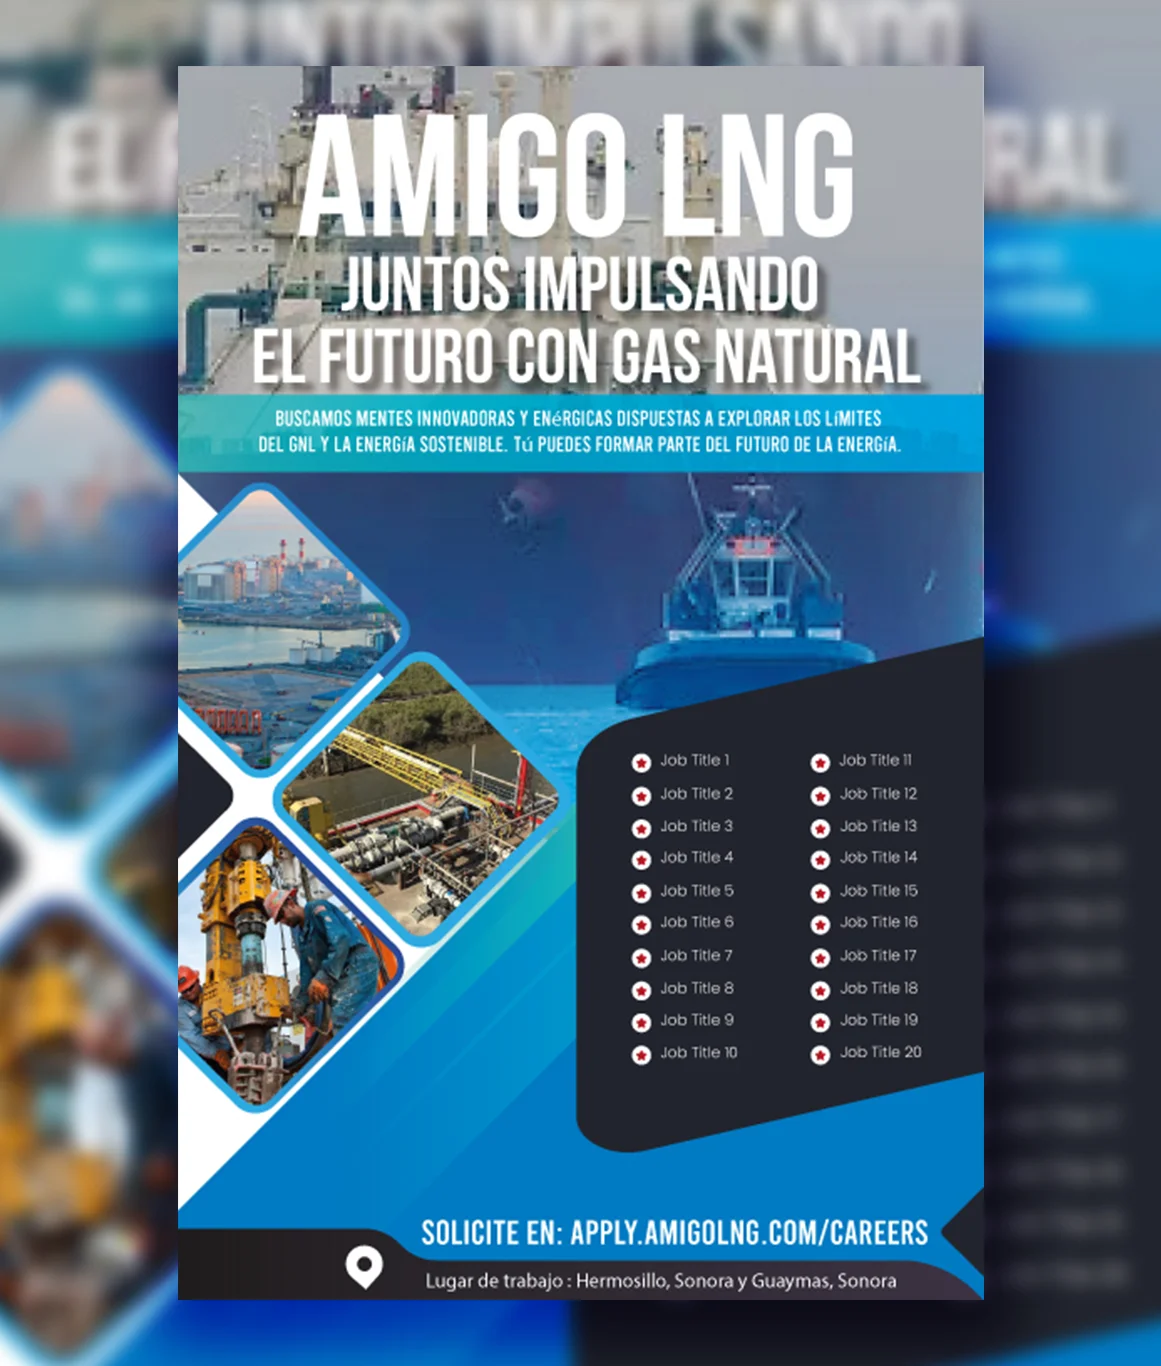 AMIGO LNG
JUNTOS IMPULSANDO
EL FUTURO CON GAS NATURAL
BUSCAMOS MENTES INNOVADORAS Y ENéRGICAS DISPUESTAS A EXPLORAR LOS LíMITES
DEL GNL Y LA ENERGíA SOSTENIBLE. Tú PUEDES FORMAR PARTE DEL FUTURO DE LA ENERGíA.
Job Title 1
Job Title 2
Job Title 3
Job Title 4
Job Title 5
Job Title 6
Job Title 7
Job Title 8
Job Title 9
Job Title 10
Job Title 11
Job Title 12
Job Title 13
Job Title 14
Job Title 15
Job Title 16
Job Title 17
Job Title 18
Job Title 19
Job Title 20
SOLICITE EN: APPLY.AMIGOLNG.COM/CAREERS
Lugar de trabajo : Hermosillo, Sonora y Guaymas, Sonora